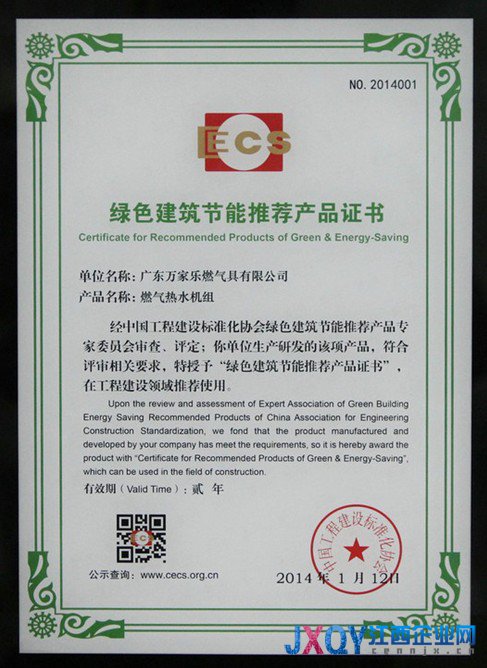 NO. 2014001
ECS
绿色建筑节能推荐产品证书
Certificate for Recommended Products of Green & Energy-Saving
单位名称：广东万家乐燃气具有限公司
产品名称：燃气热水机组
经中国工程建设标准化协会绿色建筑节能推荐产品专
家委员会审查、评定；你单位生产研发的该项产品，符合
评审相关要求，特授予“绿色建筑节能推荐产品证书”，
在工程建设领域推荐使用。
Upon the review and assessment of Expert Association of Green Building
Energy Saving Recommended Products of China Association for Engineering
Construction Standardization, we fond that the product manufactured and
developed by your company has meet the requirements, so it is hereby award the
product with “Certificate for Recommended Products of Green & Energy-Saving”,
which can be used in the field of construction.
有效期（Valid Time）: 贰 年
ECS
中国工程建设标准化协会
公示查询：www.cecs.org.cn
2014 年 1 月 12日
JXQY江西企业网
cennjx.cn